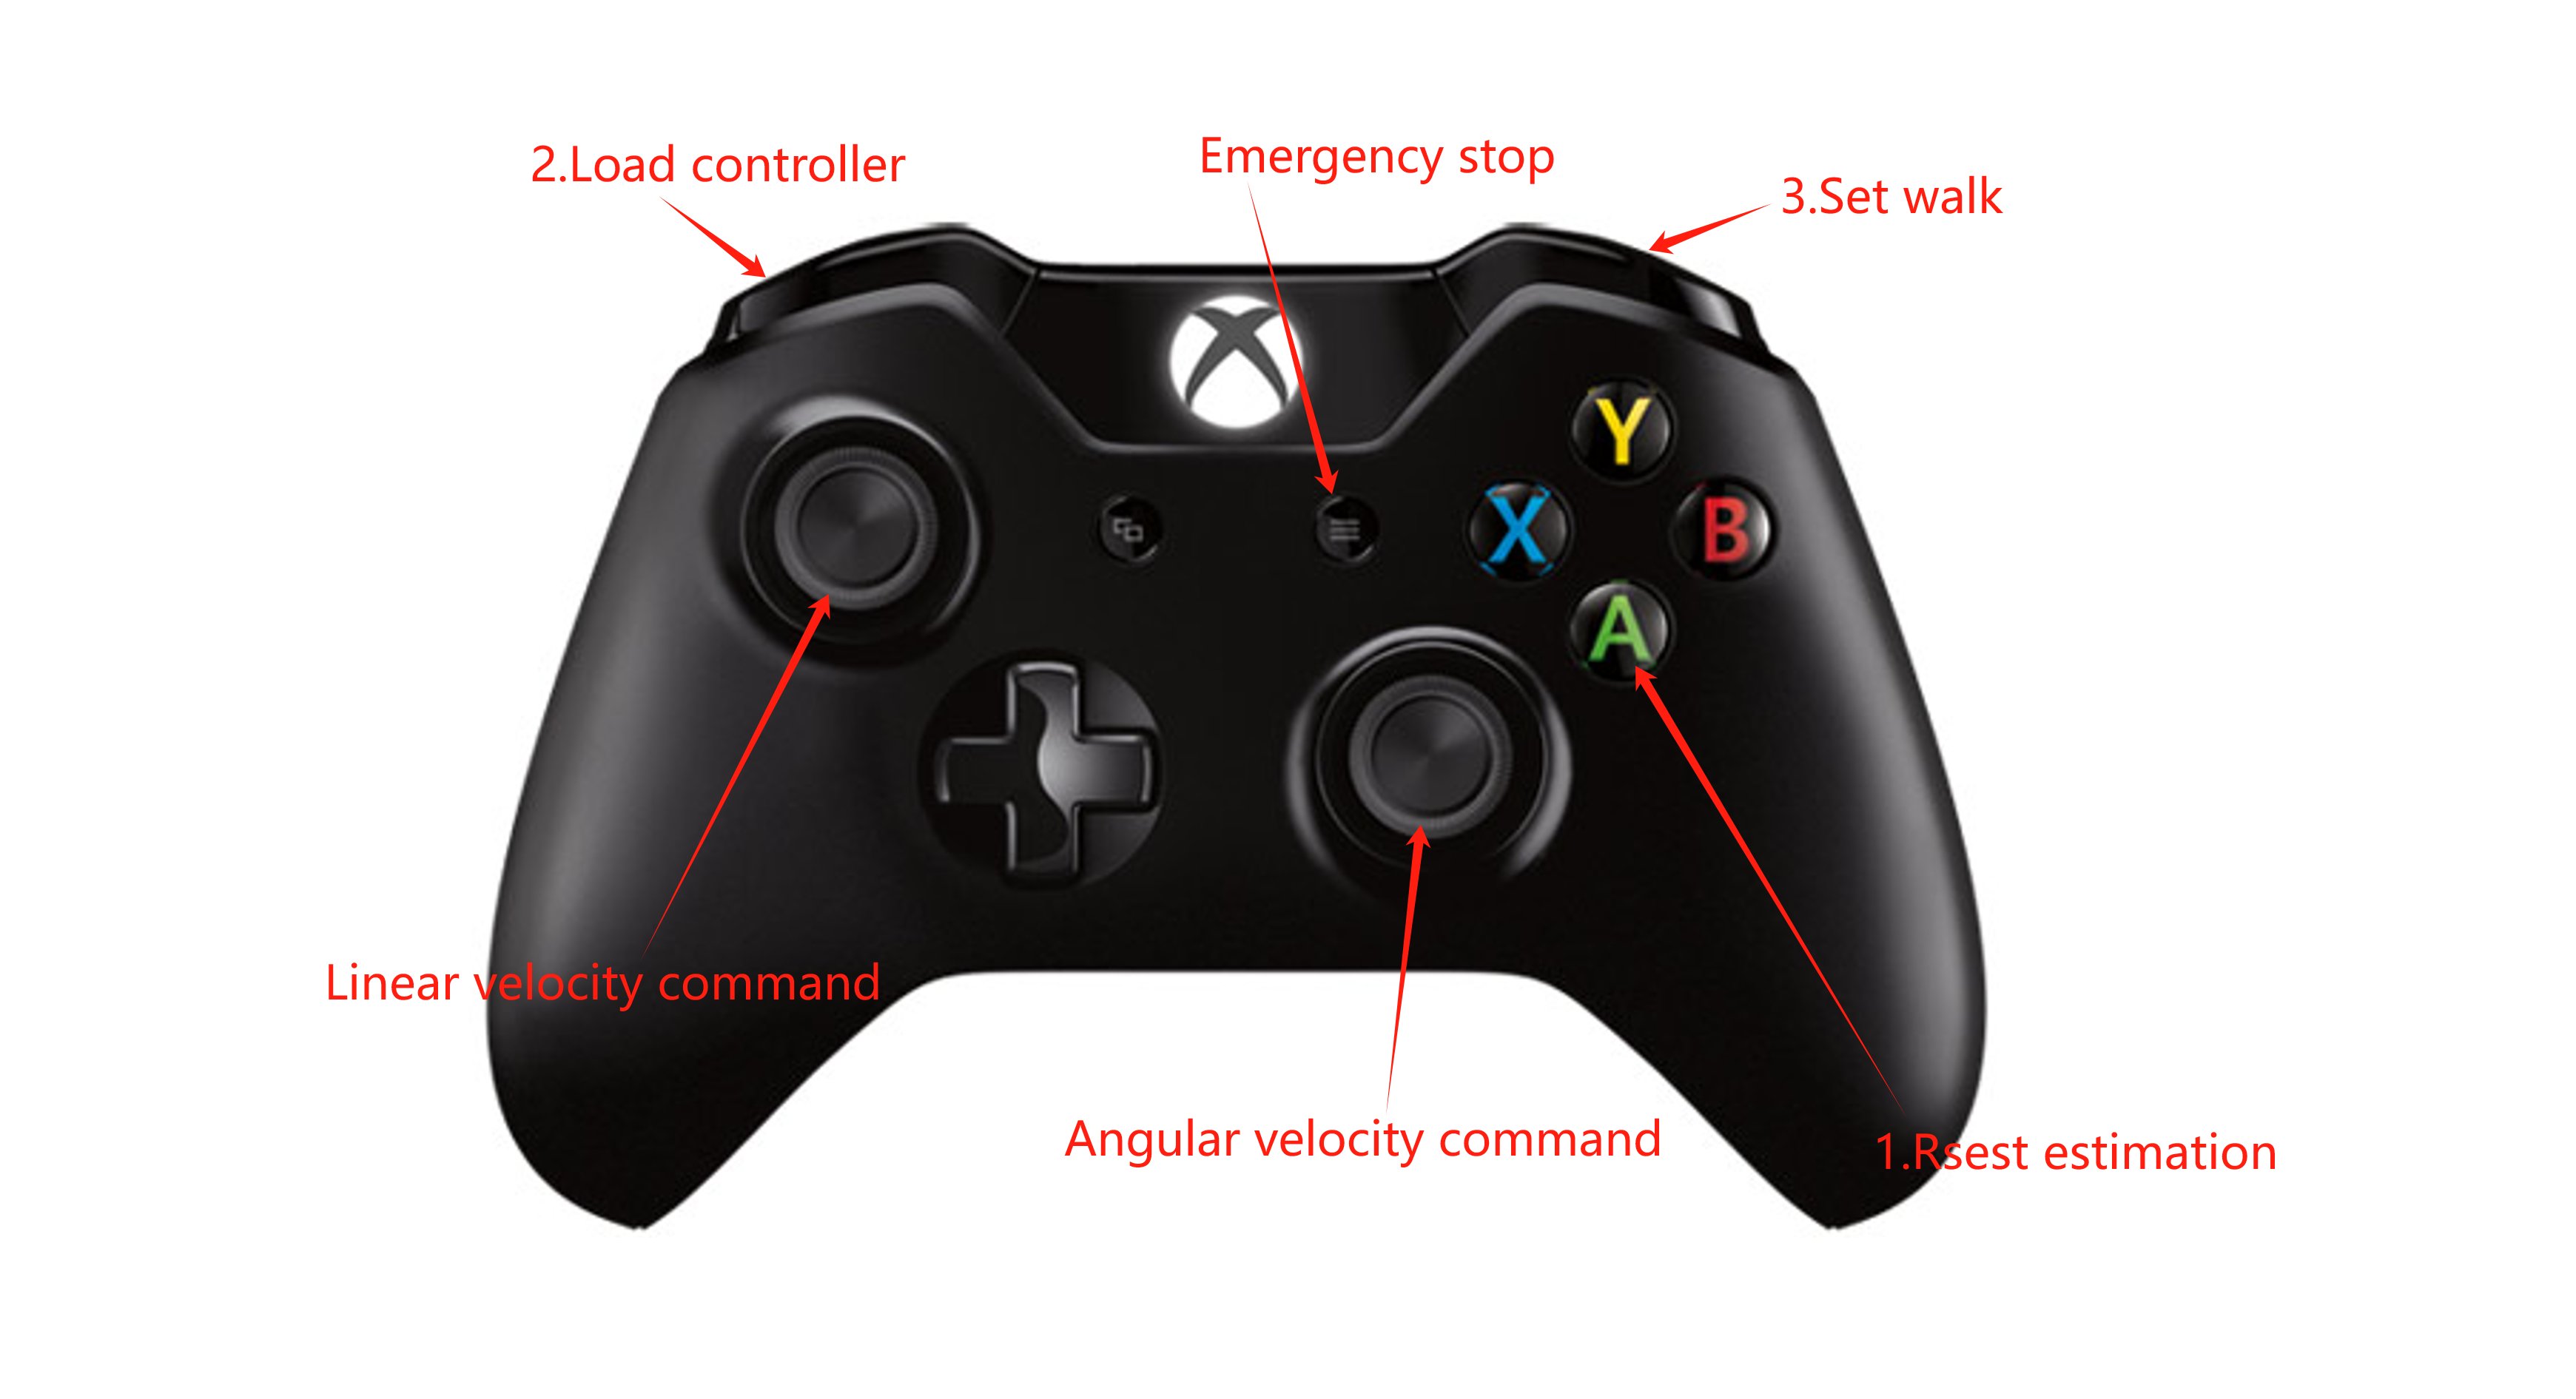 Emergency stop
2.Load controller
3.Set walk
Y
X
B
A
Linear velocity command
Angular velocity command
1.Rsest estimation